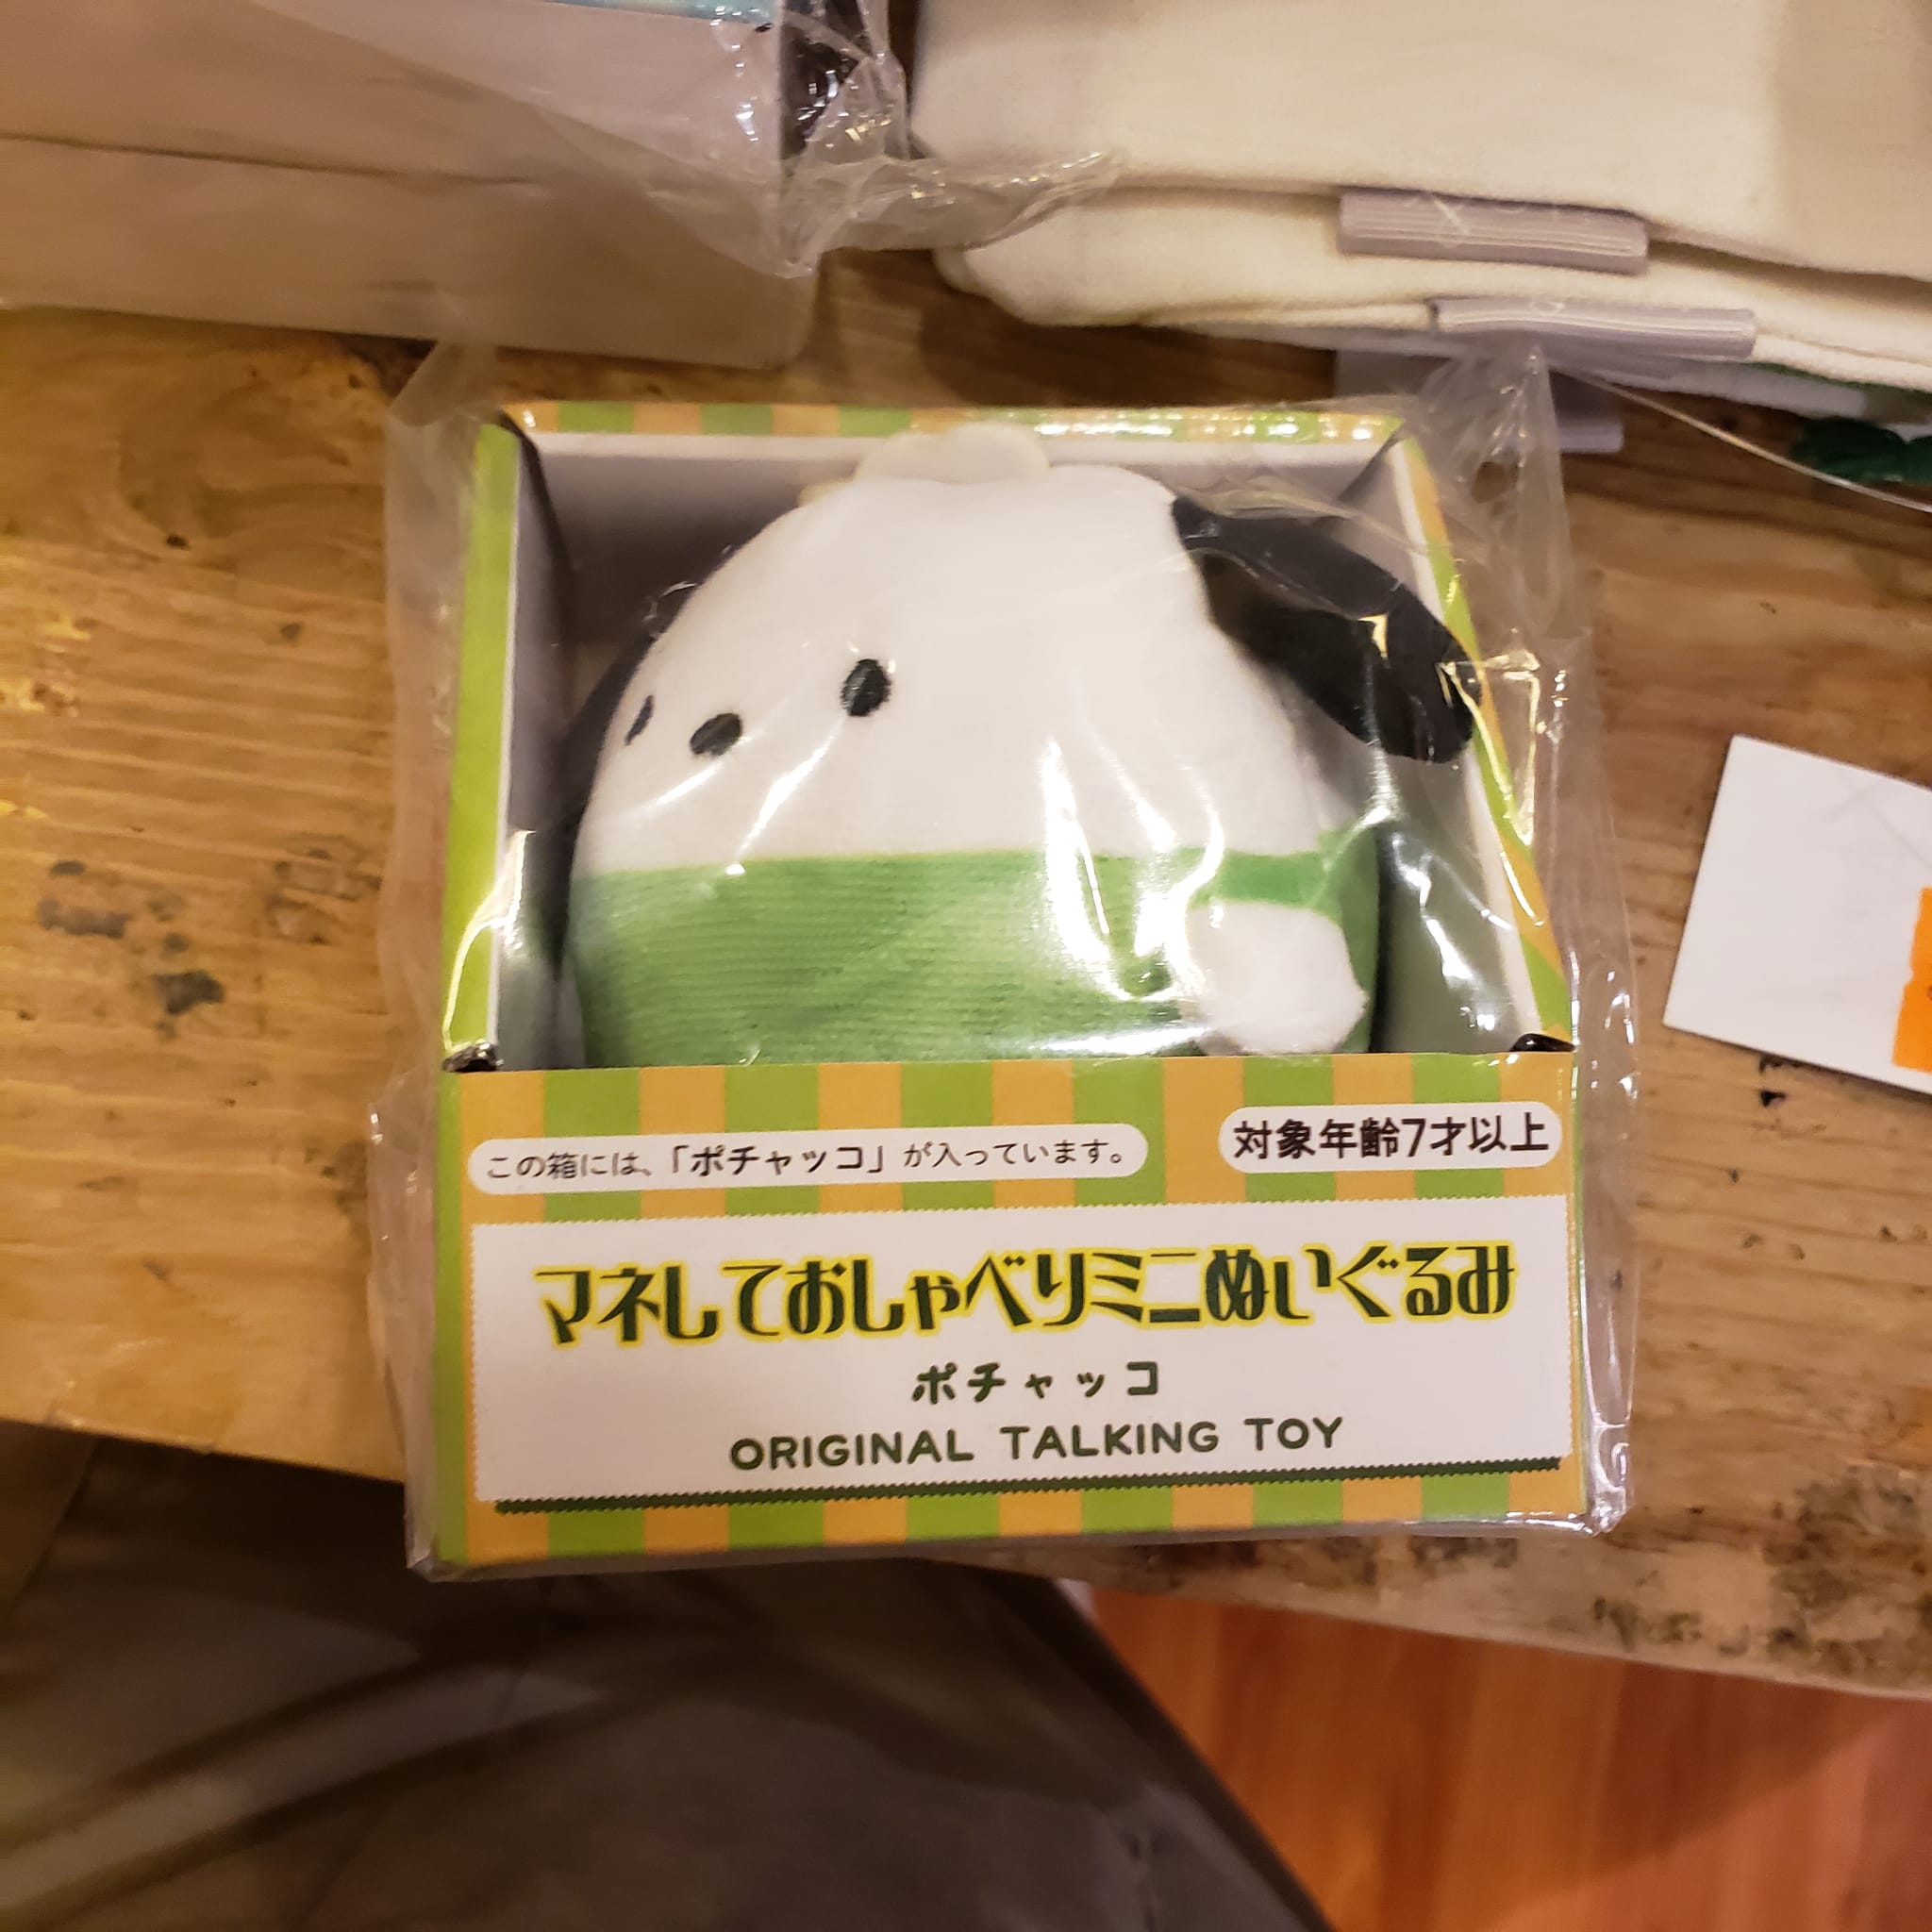 この箱には、「ポチャッコ」が入っています。
対象年齢7才以上
マネしておしゃべりミニぬいぐるみ
ポチャッコ
ORIGINAL TALKING TOY